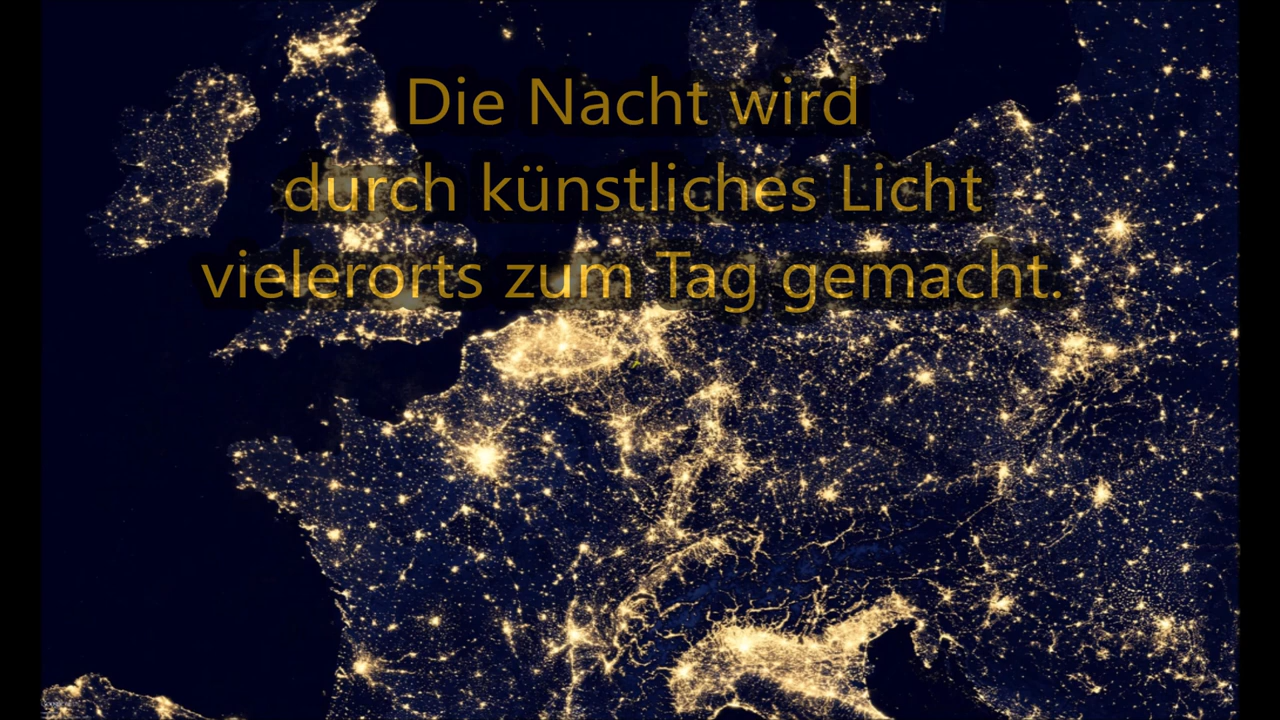 Die Nacht wird
durch künstliches Licht
vielerorts zum Tag gemacht.